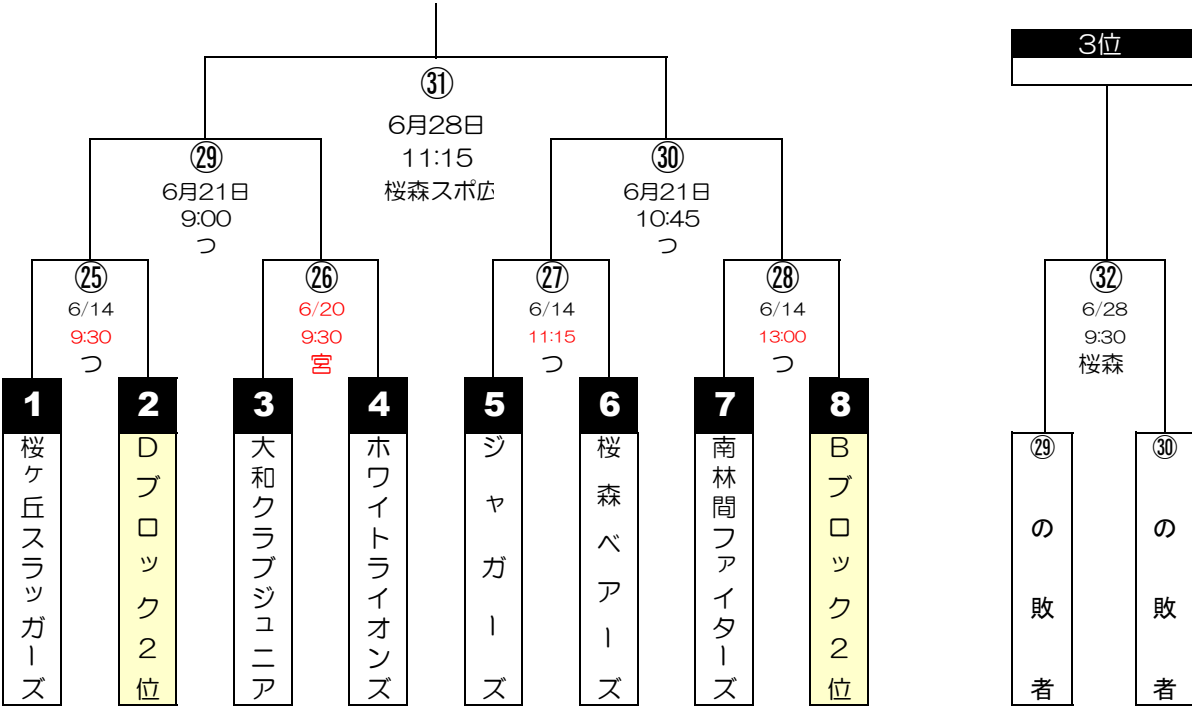 3位
㉛
6月28日
11:15
桜森スポ広
㉙
6月21日
9:00
つ
㉚
6月21日
10:45
つ
㉕
6/14
9:30
つ
㉖
6/20
9:30
宮
㉗
6/14
11:15
つ
㉘
6/14
13:00
つ
㉜
6/28
9:30
桜森
1
桜ヶ丘スラッガーズ
2
Dブロック2位
3
大和クラブジュニア
4
ホワイトライオンズ
5
ジャガーズ
6
桜森ベアーズ
7
南林間ファイターズ
8
Bブロック2位
㉙の敗者
㉚の敗者